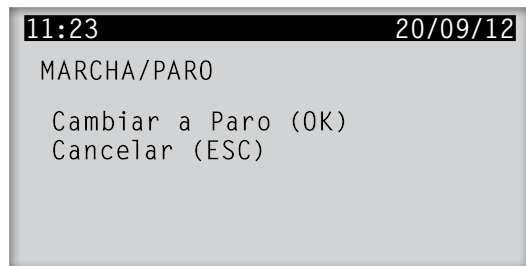 11:23 20/09/12
MARCHA/PARO
Cambiar a Paro (OK)
Cancelar (ESC)